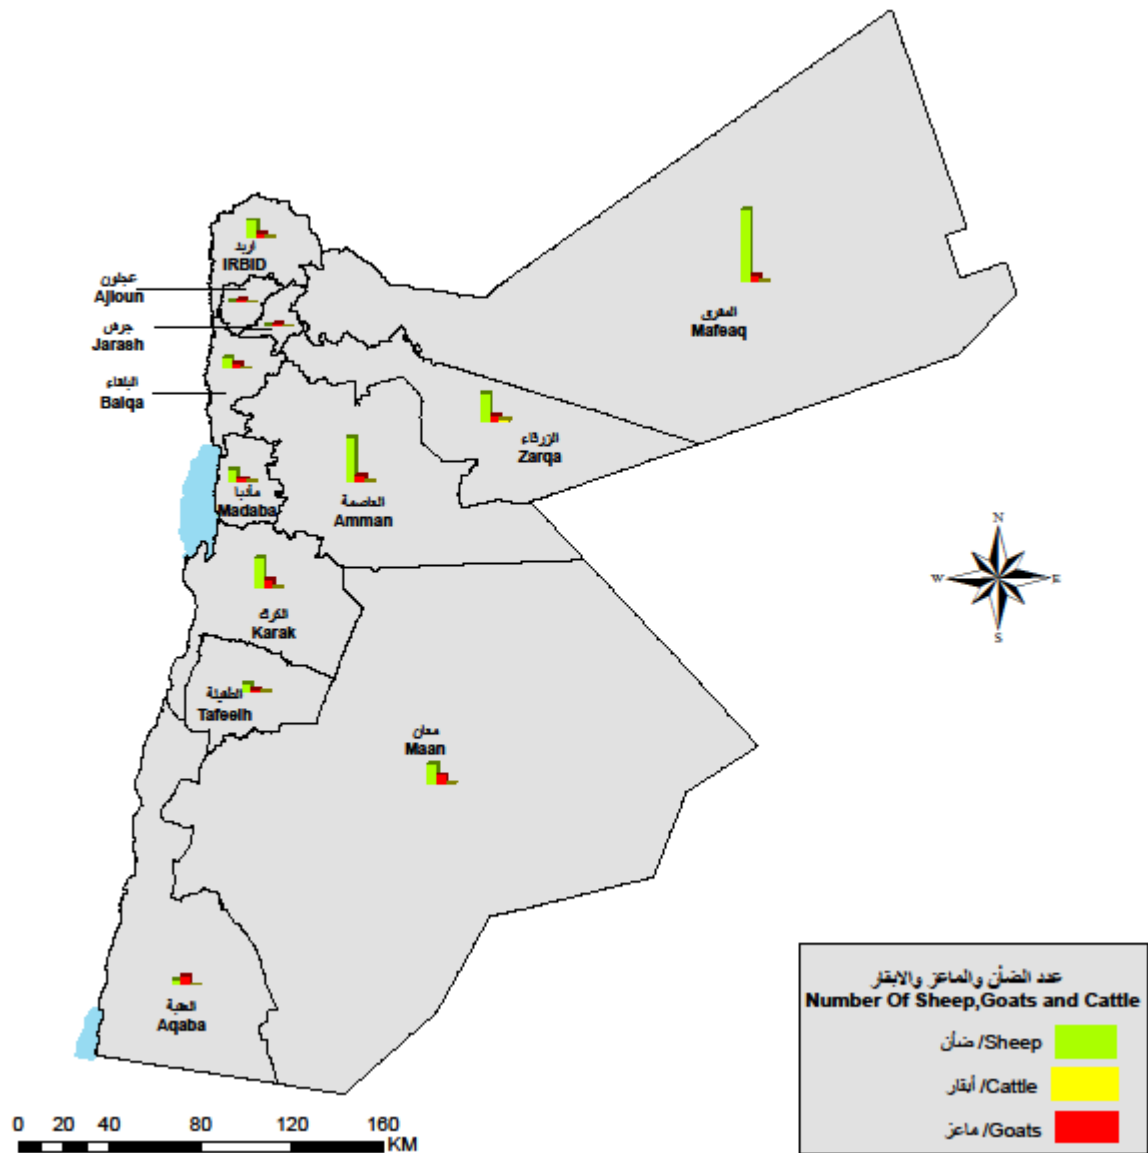 اربد
IRBID
عجلون
Ajloun
جرش
Jarash
البلقاء
Balqa
المفرق
Mafeaq
الزرقاء
Zarqa
العاصمة
Amman
مأدبا
Madaba
الكرك
Karak
الطفيلة
Tafeelh
معان
Maan
العقبة
Aqaba
N
W
E
S
عدد الضأن والماعز والابقار
Number Of Sheep,Goats and Cattle
ضأن /Sheep
أبقار /Cattle
ماعز /Goats
0 20 40 80 120 160
KM